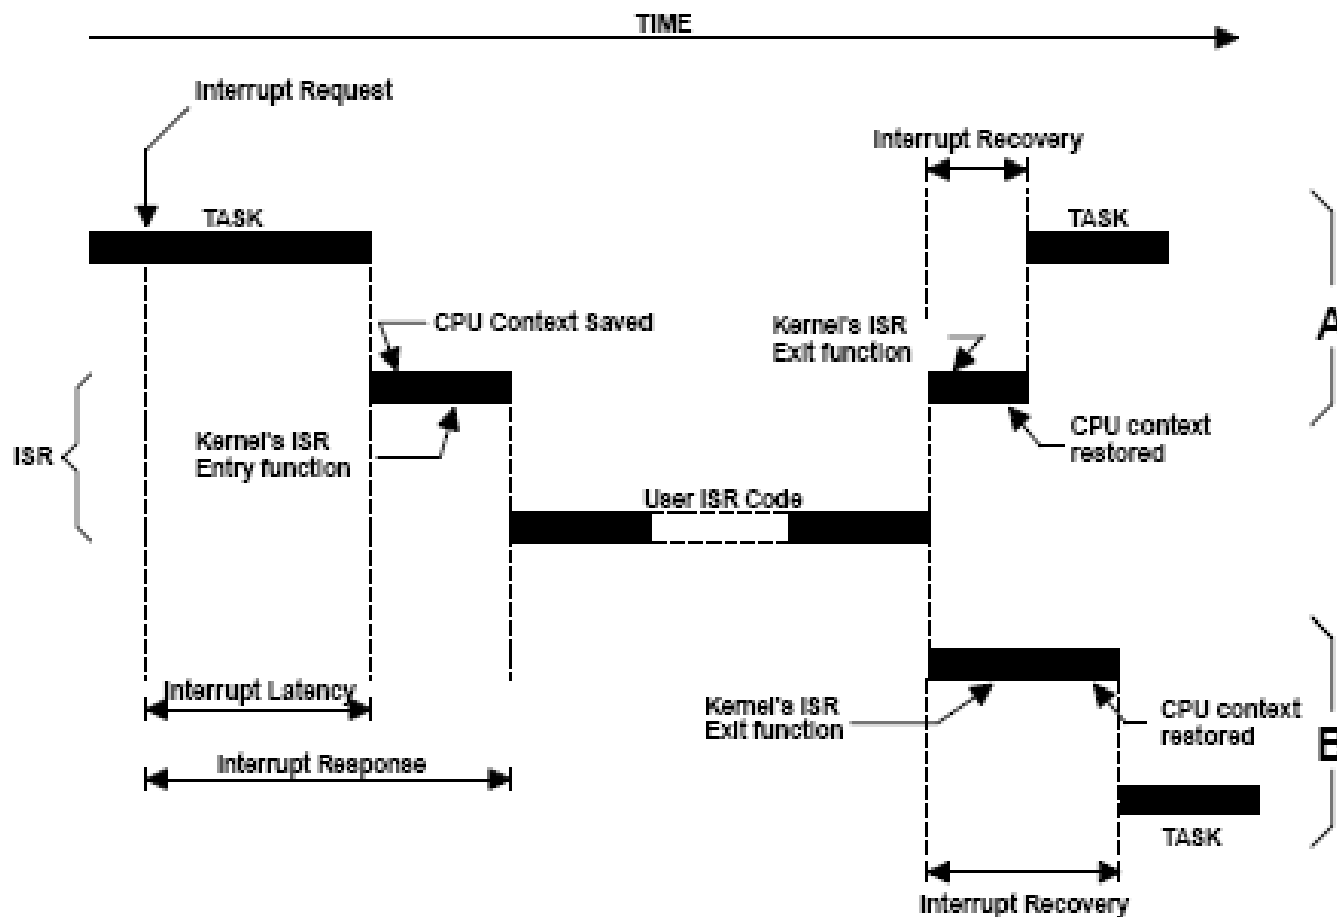 TIME
Interrupt Request
Interrupt Recovery
TASK
TASK
CPU Context Saved
Kernel's ISR
Exit function
A
Kernel's ISR
Entry function
ISR
CPU context
restored
User ISR Code
Interrupt Latency
Kernel's ISR
Exit function
CPU context
restored
B
Interrupt Response
TASK
Interrupt Recovery